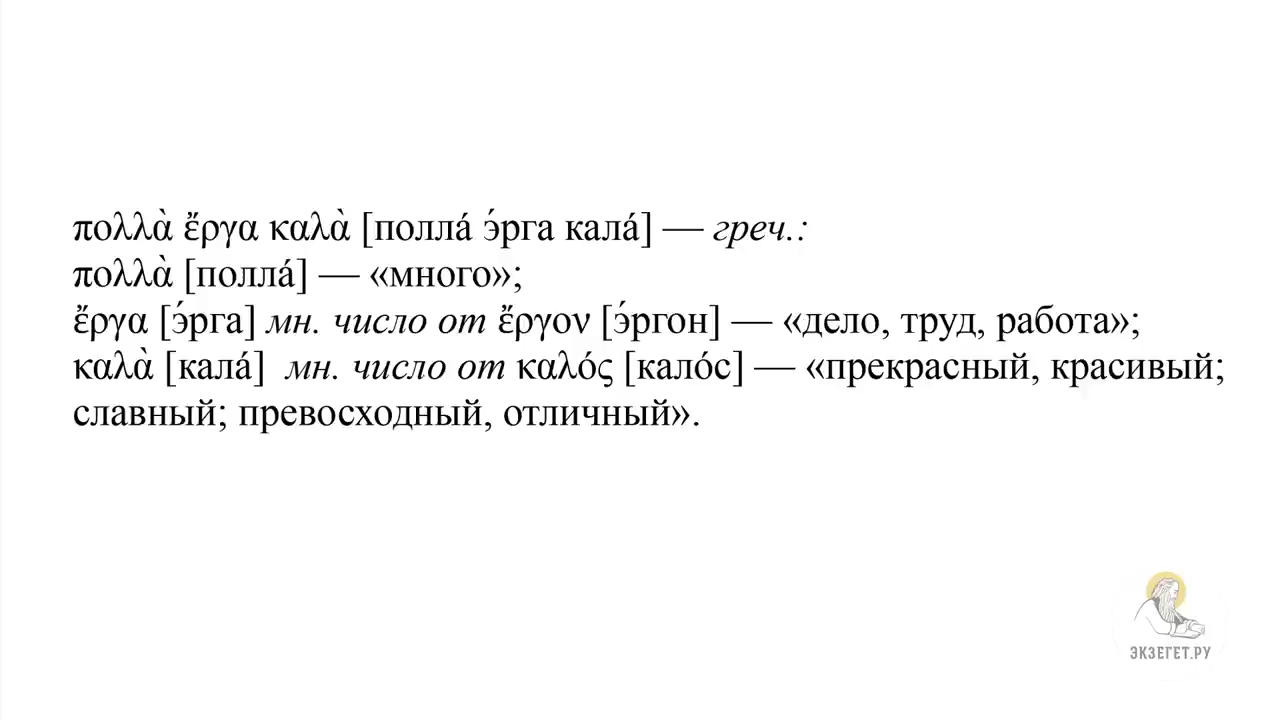 πολλὰ ἔργα καλὰ [поллá э́рга калá] — греч.:
πολλὰ [поллá] — «много»;
ἔργα [э́рга] мн. число от ἔργον [э́ргон] — «дело, труд, работа»;
καλὰ [калá] мн. число от καλός [калóс] — «прекрасный, красивый;
славный; превосходный, отличный».
ЭКЗЕГЕТ.РУ